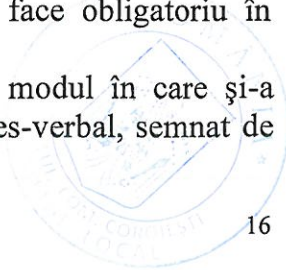 face obligatoriu în
modul în care şi-a
es-verbal, semnat de
16